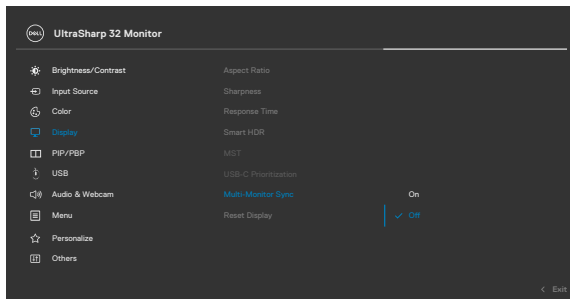 DELL UltraSharp 32 Monitor
Brightness/Contrast Aspect Ratio
Input Source Sharpness
Color Response Time
Display Smart HDR
PIP/PBP MST
USB USB-C Prioritization
Audio & Webcam Multi-Monitor Sync On
Menu Reset Display Off
Personalize
Others
Exit